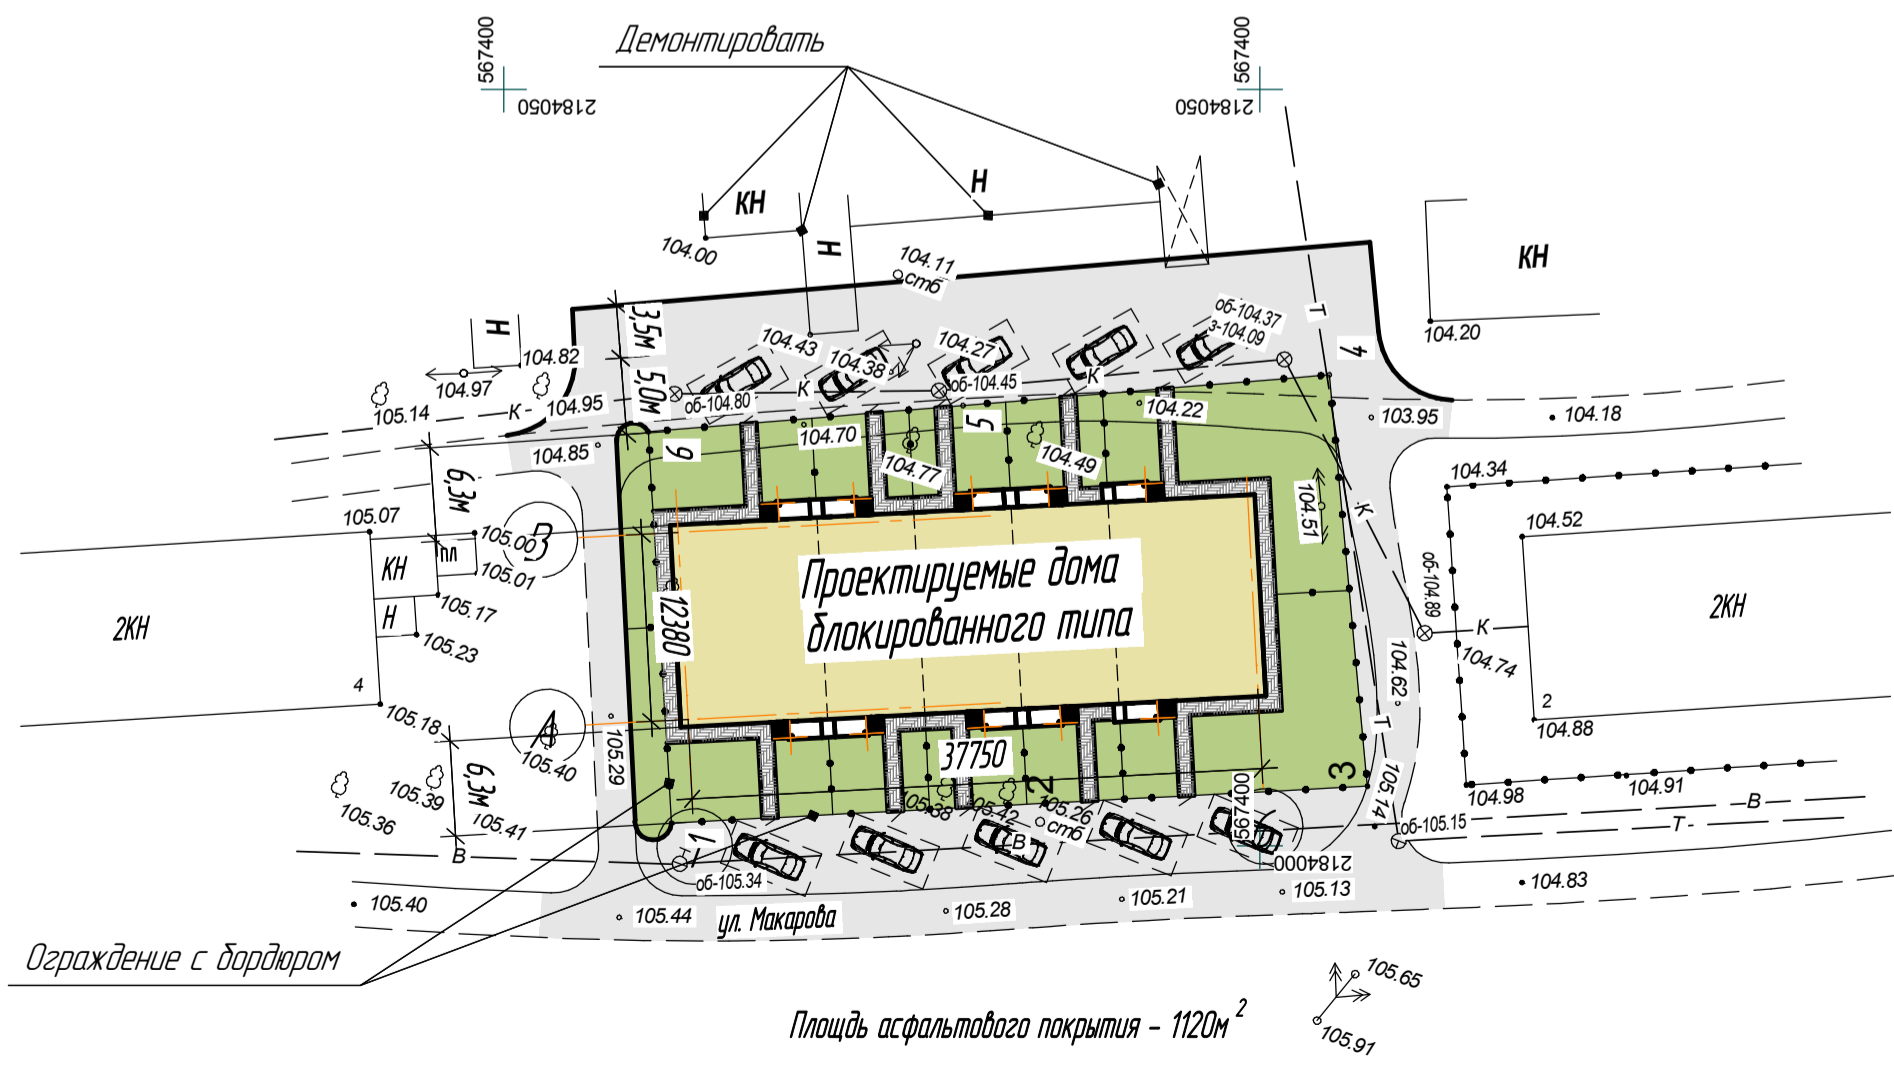 Демонтировать
567400
2184050
567400
2184050
КН
Н
Н
104.00
104.11
стб
КН
104.20
Н
104.82
104.97
105.14
К
104.95
104.85
3,5м
5,0м
6,3м
104.43
104.38
104.27
об-104.37
З-104.09
Т
4
К
об-104.80
об-104.45
К
104.22
103.95
104.18
104.70
104.77
104.49
6
5
104.51
К
104.34
104.52
105.07
105.00
пл
105.01
КН
Н
105.17
105.23
2КН
4
105.18
В
А
105.40
12380
Проектируемые дома
блокированного типа
об-104.89
К
104.74
104.62
Т
2КН
2
104.88
105.29
6,3м
105.39
105.36
105.41
37750
2
3
105.38
105.42
105.26
стб
567400
2184000
105.14
об-105.15
104.98
104.91
В
Т
В
1
об-105.34
В
105.40
105.44
ул. Макарова
105.28
105.21
105.13
104.83
Ограждение с бордюром
105.65
105.91
Площдь асфальтового покрытия - 1120м 2